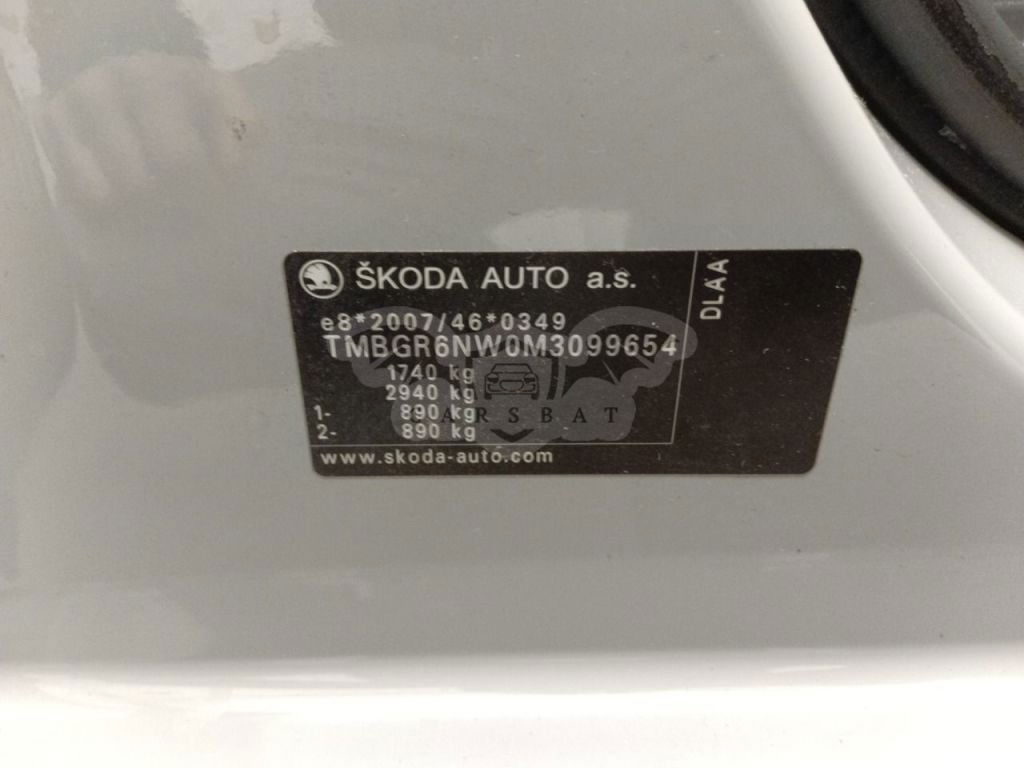 ŠKODA AUTO a.s.
e8*2007/46*0349
TMBGR6NW0M3099654
1740 kg
2940 kg
1- 890 kg
2- 890 kg
www.skoda-auto.com
DLAA
CARSBAT